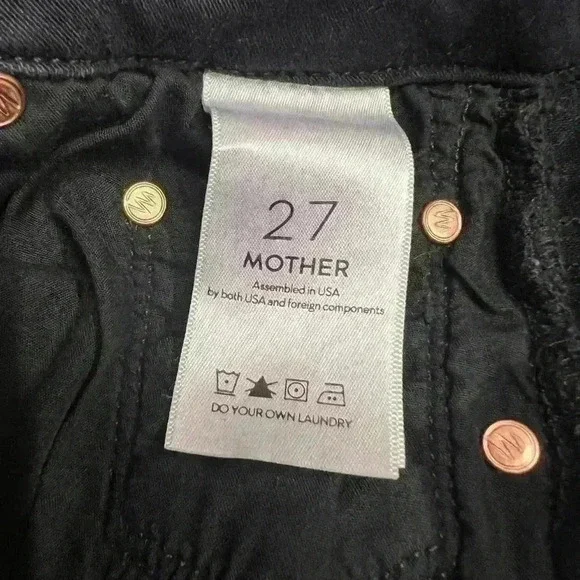 27
MOTHER
Assembled in USA
by both USA and foreign components
DO YOUR OWN LAUNDRY